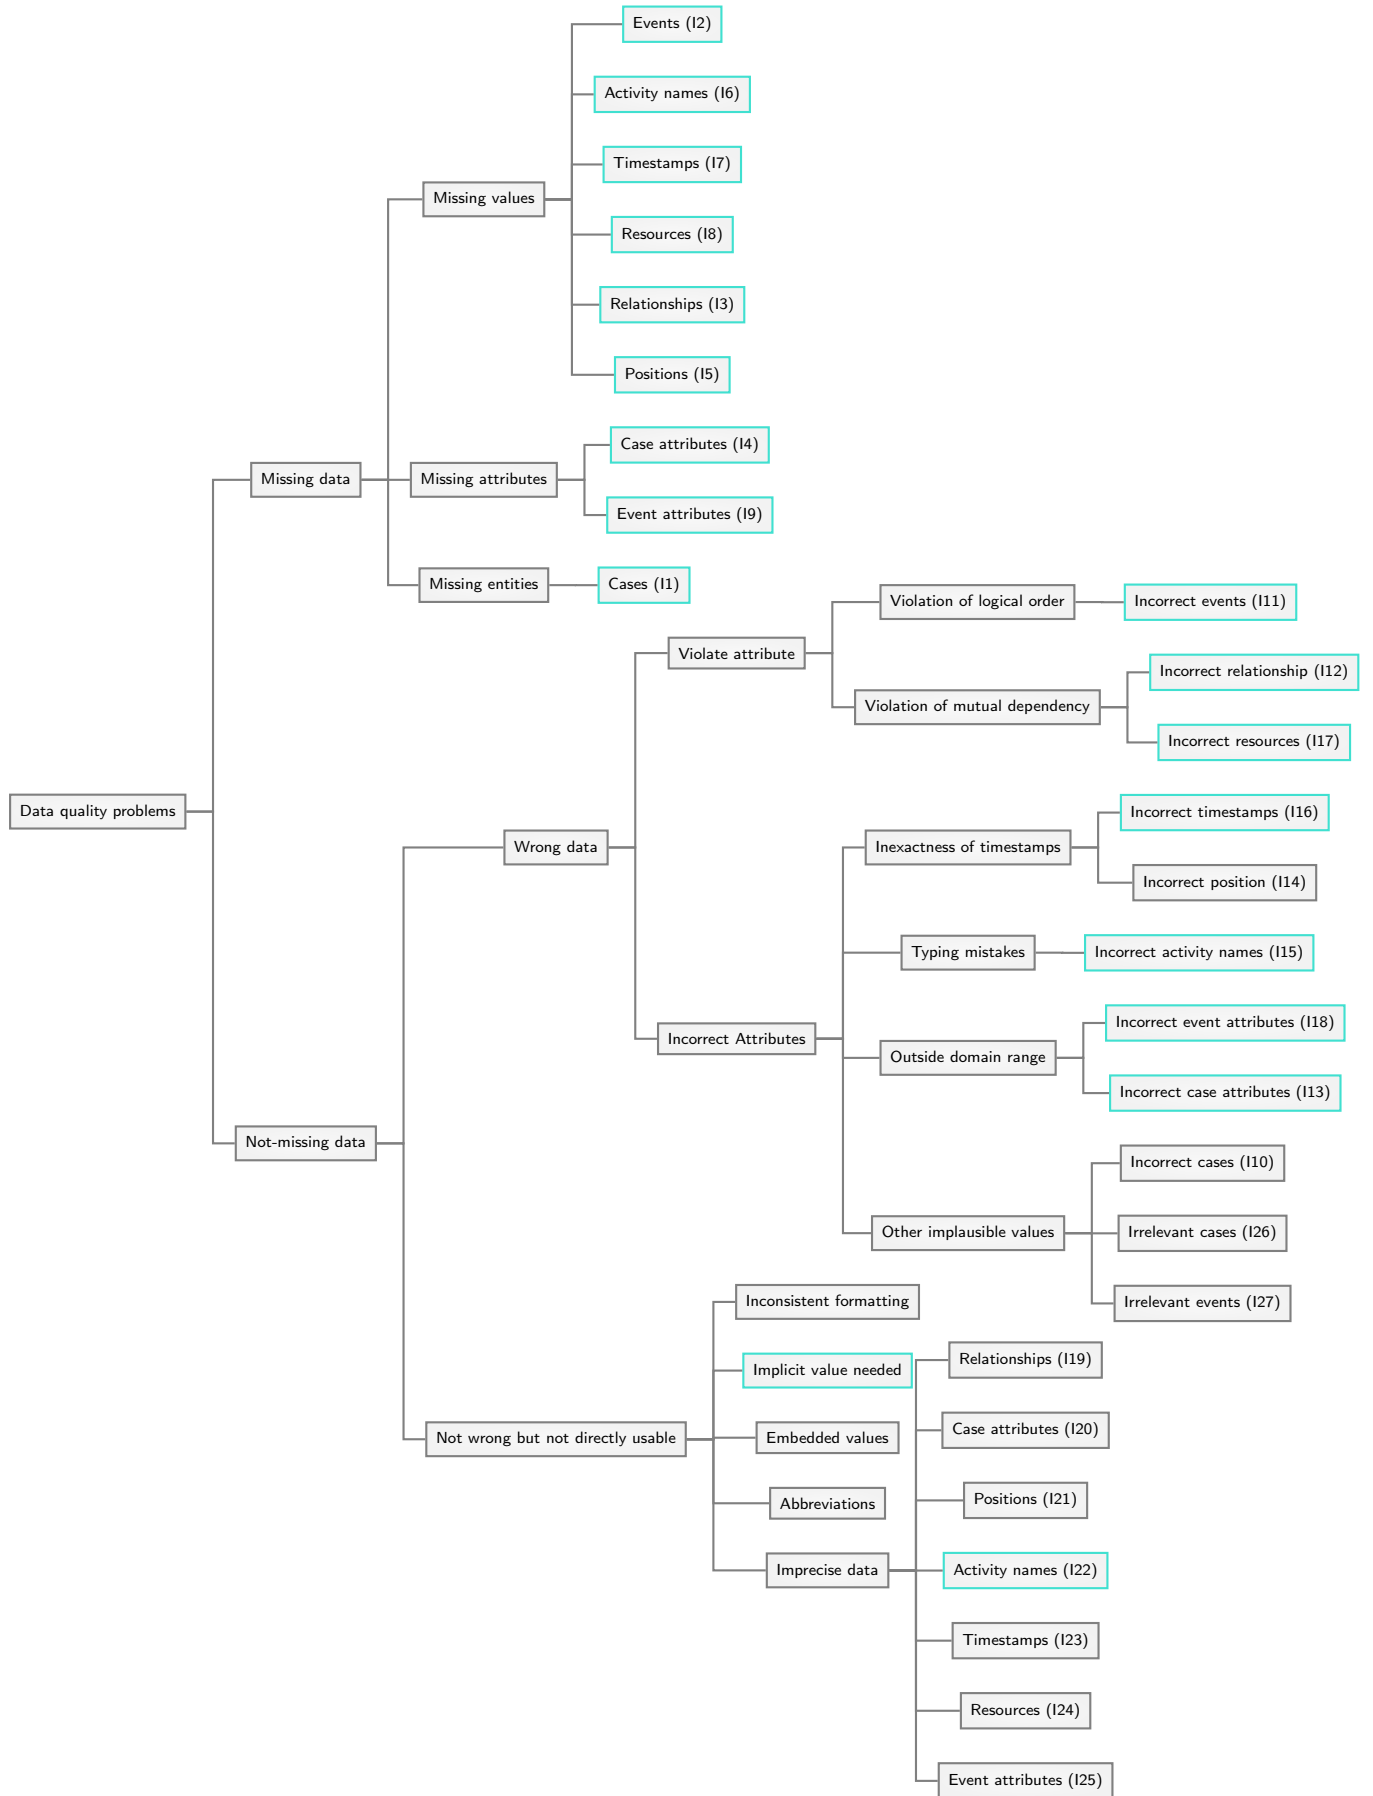 Data quality problems
Missing data
Missing values
Events (I2)
Activity names (I6)
Timestamps (I7)
Resources (I8)
Relationships (I3)
Positions (I5)
Missing attributes
Case attributes (I4)
Event attributes (I9)
Missing entities
Cases (I1)
Not-missing data
Wrong data
Violate attribute
Violation of logical order
Incorrect events (I11)
Violation of mutual dependency
Incorrect relationship (I12)
Incorrect resources (I17)
Incorrect Attributes
Inexactness of timestamps
Incorrect timestamps (I16)
Incorrect position (I14)
Typing mistakes
Incorrect activity names (I15)
Outside domain range
Incorrect event attributes (I18)
Incorrect case attributes (I13)
Other implausible values
Incorrect cases (I10)
Irrelevant cases (I26)
Irrelevant events (I27)
Not wrong but not directly usable
Inconsistent formatting
Implicit value needed
Embedded values
Abbreviations
Imprecise data
Relationships (I19)
Case attributes (I20)
Positions (I21)
Activity names (I22)
Timestamps (I23)
Resources (I24)
Event attributes (I25)